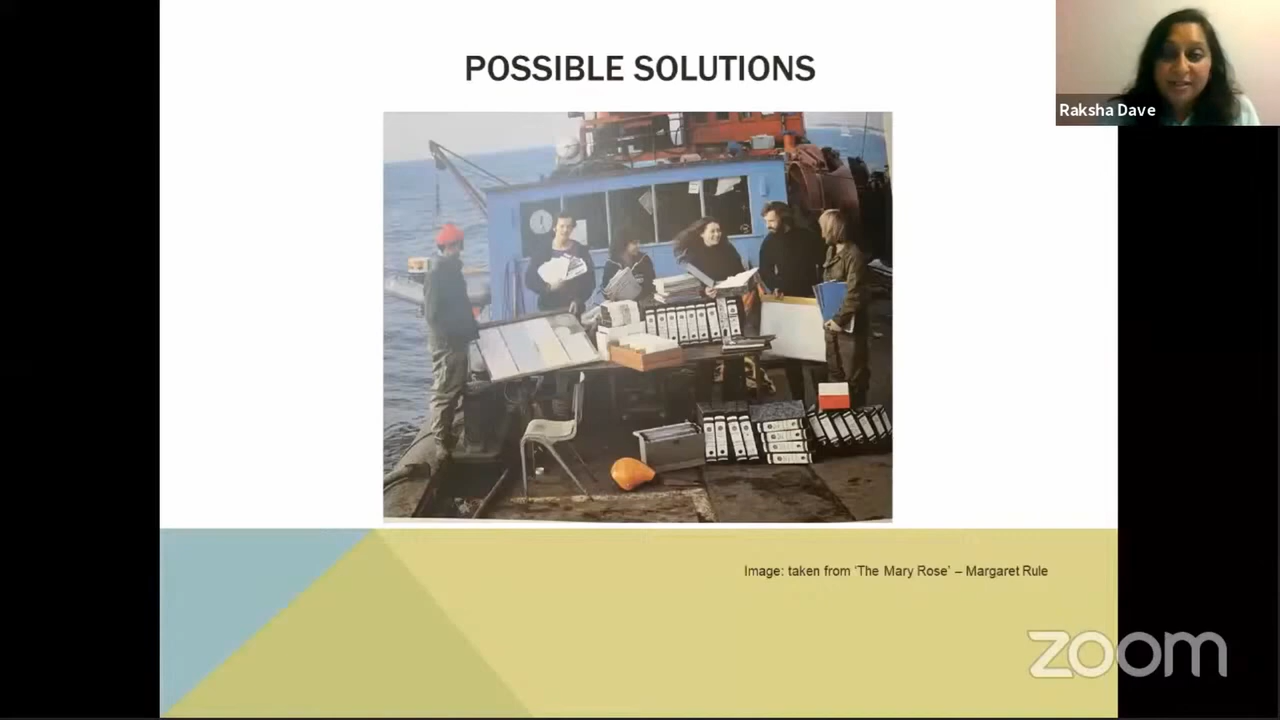 POSSIBLE SOLUTIONS
Raksha Dave
Image: taken from ‘The Mary Rose’ – Margaret Rule
zoom